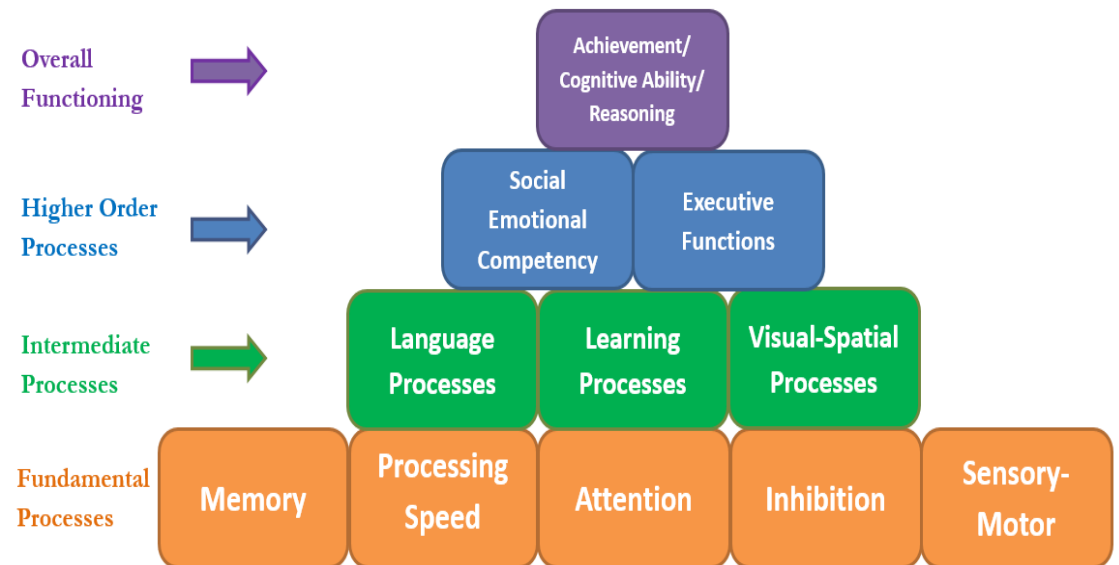 Overall
Functioning
Achievement/
Cognitive Ability/
Reasoning
Higher Order
Processes
Social
Emotional
Competency
Executive
Functions
Intermediate
Processes
Language
Processes
Learning
Processes
Visual-Spatial
Processes
Fundamental
Processes
Memory
Processing
Speed
Attention
Inhibition
Sensory-
Motor